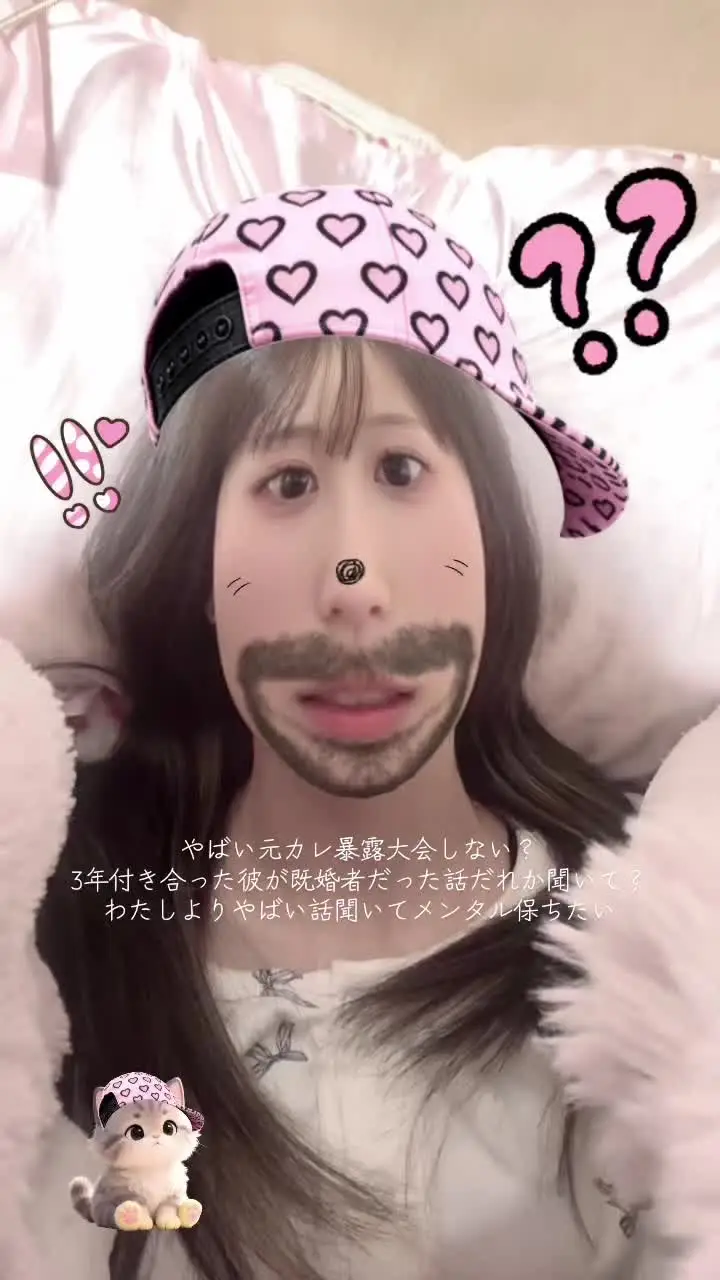 ??
!!
やばい元カレ暴露大会しない？
3年付き合った彼が既婚者だった話だれか聞いて？
わたしよりやばい話聞いてメンタル保ちたい